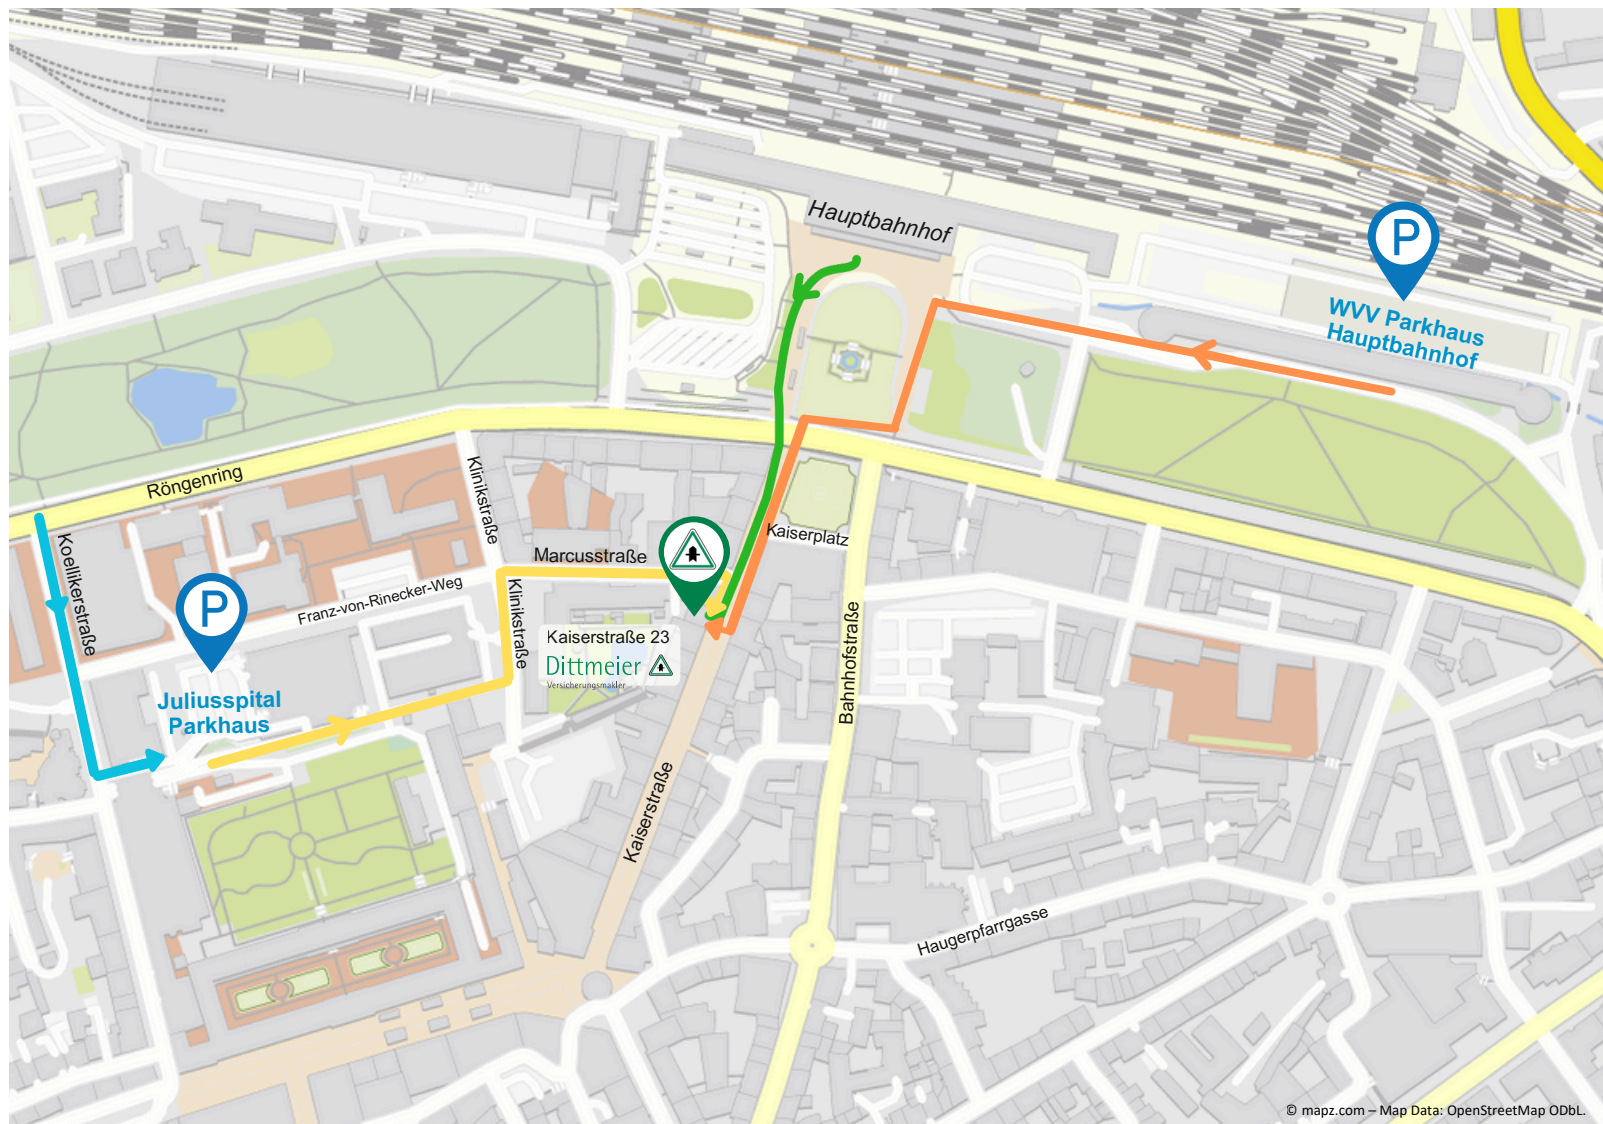 Hauptbahnhof
P
WVV Parkhaus
Hauptbahnhof
Röngenring
Klinikstraße
Koellikerstraße
Marcusstraße
Kaiserplatz
P
Franz-von-Rinecker-Weg
Klinikstraße
Kaiserstraße 23
Dittmeier
Versicherungsmakler
Bahnhofstraße
Juliusspital
Parkhaus
Kaiserstraße
Haugerpfarrgasse
© mapz.com – Map Data: OpenStreetMap ODbL.